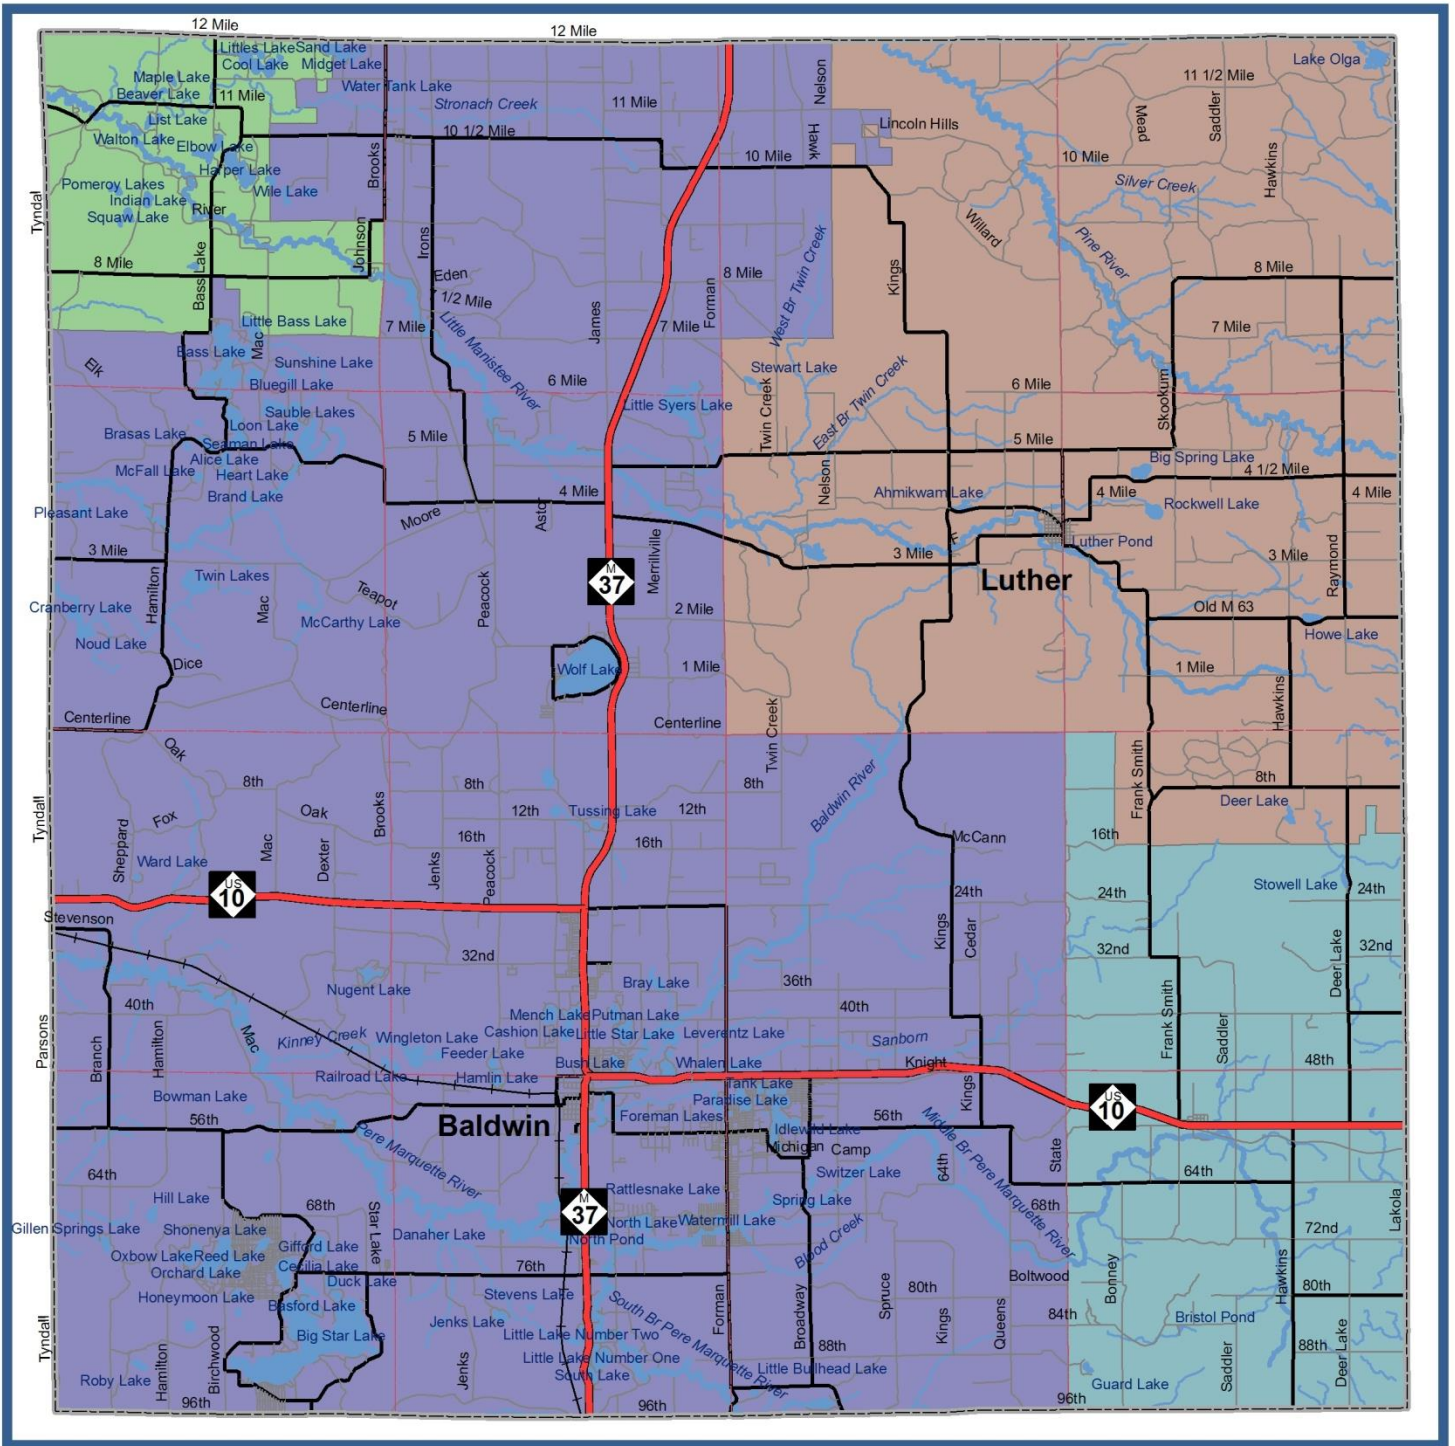 12 Mile
12 Mile
Littles Lake
Sand Lake
Cool Lake
Midget Lake
Lake Olga
Maple Lake
11 1/2 Mile
Water Tank Lake
Nelson
Beaver Lake
11 Mile
Stronach Creek
11 Mile
Mead
Saddler
List Lake
Lincoln Hills
10 1/2 Mile
Walton Lake
Elbow Lake
Brooks
Hawk
10 Mile
10 Mile
Hawkins
Harper Lake
Pomeroy Lakes
Wile Lake
Silver Creek
Indian Lake
River
Tyndal
Squaw Lake
Willard
Johnson
Irons
West Br Twin Creek
Pine River
8 Mile
Bass Lake
Eden
8 Mile
Kings
8 Mile
1/2 Mile
James
Forman
Little Bass Lake
7 Mile
7 Mile
7 Mile
Mac
Little Manistee River
Bass Lake
Sunshine Lake
Elk
Stewart Lake
Bluegill Lake
6 Mile
6 Mile
Skookum
Little Syers Lake
Twin Creek
East Br Twin Creek
Sauble Lakes
Loon Lake
Brasas Lake
5 Mile
5 Mile
Seaman Lake
Alice Lake
Big Spring Lake
McFall Lake
Heart Lake
4 1/2 Mile
Nelson
Brand Lake
4 Mile
Ahmikwam Lake
4 Mile
4 Mile
Rockwell Lake
Pleasant Lake
Moore
Asto
F
Luther Pond
3 Mile
3 Mile
3 Mile
Merrillville
M
37
Luther
Raymond
Twin Lakes
Hamilton
Mac
Teapot
Peacock
Cranberry Lake
2 Mile
Old M 63
McCarthy Lake
Noud Lake
Howe Lake
Dice
Wolf Lake
1 Mile
1 Mile
Centerline
Centerline
Centerline
Twin Creek
Hawkins
Oak
Frank Smith
8th
8th
8th
8th
Baldwin River
Deer Lake
Tyndall
Fox
Oak
Brooks
12th
Tussing Lake
12th
16th
16th
16th
McCann
Sheppard
Mac
Dexter
Jenks
Peacock
Ward Lake
US
10
24th
24th
Stowell Lake
24th
Stevenson
Kings
Cedar
32nd
32nd
32nd
Deer Lake
Bray Lake
36th
Nugent Lake
40th
40th
Frank Smith
Mench Lake
Putman Lake
Parsons
Branch
Hamilton
Mac
Kinney Creek
Wingleton Lake
Cashion Lake
Little Star Lake
Leverentz Lake
Sanborn
Saddler
Feeder Lake
Bush Lake
Whalen Lake
Knight
48th
Railroad Lake
Hamlin Lake
Tank Lake
Kings
Bowman Lake
Paradise Lake
US
10
56th
Baldwin
Foreman Lakes
56th
Idlewild Lake
Michigan
Camp
Pere Marquette River
Middle Br Pere Marquette River
State
64th
Switzer Lake
64th
64th
Hill Lake
Rattlesnake Lake
Spring Lake
68th
Lakola
M
37
Gillen Springs Lake
Shonenya Lake
68th
Star Lake
Danaher Lake
North Lake
Watermill Lake
72nd
North Pond
Gifford Lake
Blood Creek
Oxbow Lake
Reed Lake
Cecilia Lake
76th
Orchard Lake
Duck Lake
Boltwood
Bonney
Hawkins
80th
80th
Honeymoon Lake
Stevens Lake
South Br Pere Marquette River
Forman
Broadway
Spruce
Basford Lake
Jenks Lake
84th
Bristol Pond
Big Star Lake
Little Lake Number Two
Kings
Queens
88th
88th
Tyndall
Birchwood
Little Lake Number One
Saddler
Deer Lake
Roby Lake
Hamilton
Jenks
South Lake
Little Bullhead Lake
Guard Lake
96th
96th
96th